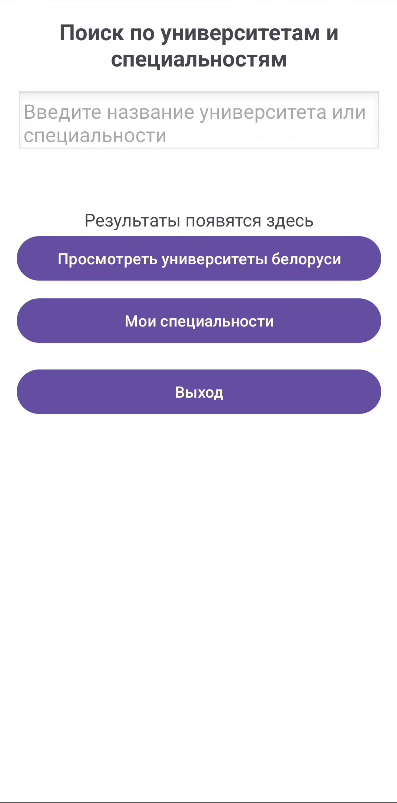 Поиск по университетам и
специальностям
Введите название университета или
специальности
Результаты появятся здесь
Просмотреть университеты белоруси
Мои специальности
Выход